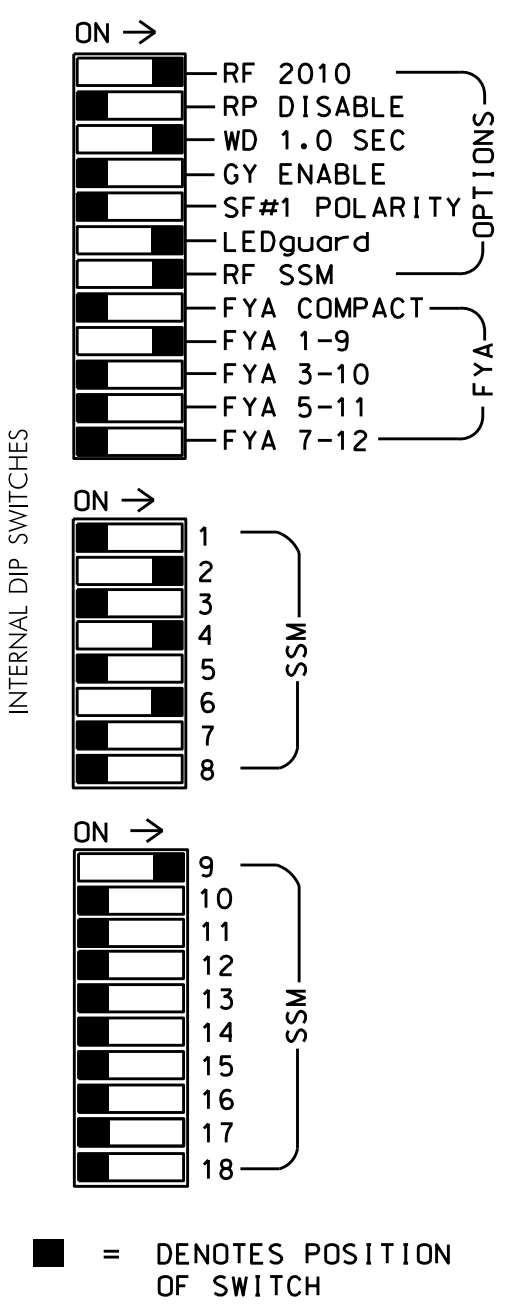 ON →
RF 2010
RP DISABLE
WD 1.0 SEC
GY ENABLE
SF#1 POLARITY
LEDguard
RF SSM
OPTIONS
FYA COMPACT
FYA 1-9
FYA 3-10
FYA 5-11
FYA 7-12
FYA
INTERNAL DIP SWITCHES
ON →
1
2
3
4
5
6
7
8
SSM
ON →
9
10
11
12
13
14
15
16
17
18
SSM
= DENOTES POSITION
OF SWITCH